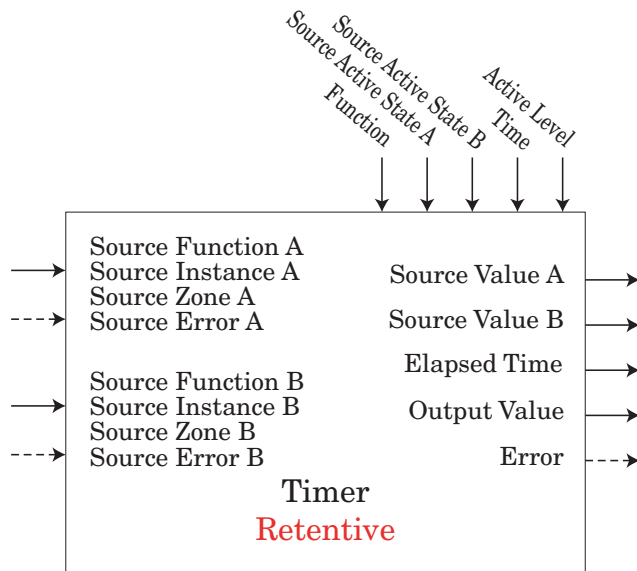 Function
Source Active State A
Source Active State B
Time
Active Level
Source Function A
Source Instance A
Source Zone A
Source Error A
Source Function B
Source Instance B
Source Zone B
Source Error B
Source Value A
Source Value B
Elapsed Time
Output Value
Error
Timer
Retentive